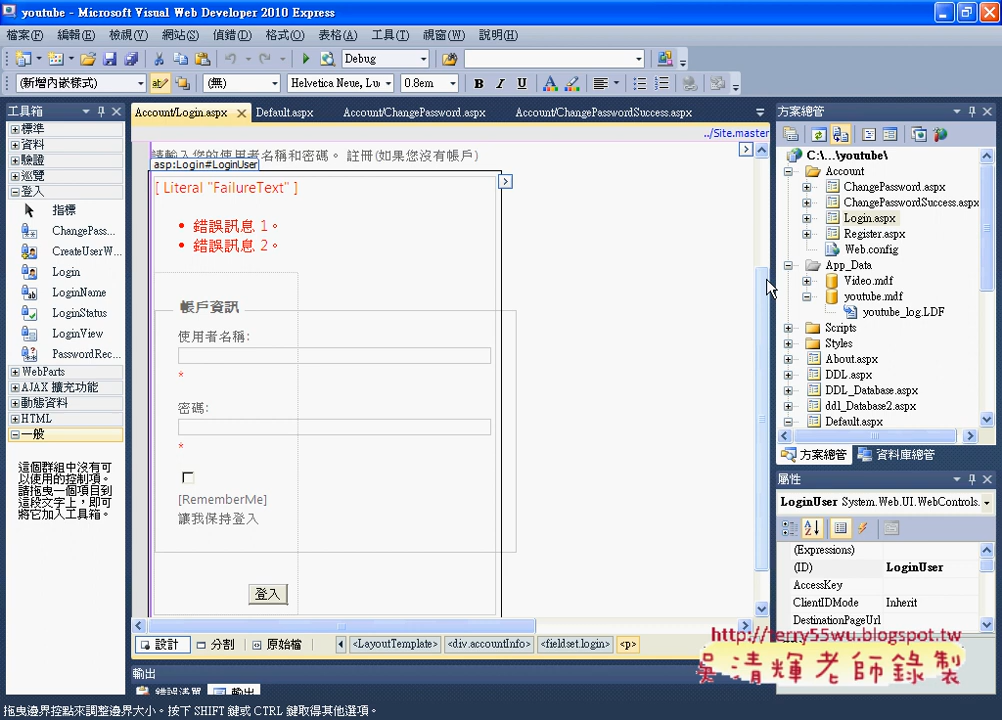 youtube - Microsoft Visual Web Developer 2010 Express
檔案(F) 編輯(E) 檢視(V) 網站(S) 偵錯(D) 格式(O) 表格(A) 工具(T) 視窗(W) 說明(H)
Debug
(新增內嵌樣式) (無) Helvetica Neue, Lu 0.8em B I U A
工具箱
標準
資料
驗證
巡覽
登入
指標
ChangePass...
CreateUserW...
Login
LoginName
LoginStatus
LoginView
PasswordRec...
WebParts
AJAX 擴充功能
動態資料
HTML
一般
這個群組中沒有可
以使用的控制項。
請拖曳一個項目到
這段文字上，即可
將它加入工具箱。
Account/Login.aspx Default.aspx Account/ChangePassword.aspx Account/ChangePasswordSuccess.aspx
../Site.master
請輸入您的使用者名稱和密碼。 註冊(如果您沒有帳戶)
asp:Login#LoginUser
[ Literal "FailureText" ]
• 錯誤訊息 1。
• 錯誤訊息 2。
帳戶資訊
使用者名稱:
*
密碼:
*
[RememberMe]
讓我保持登入
登入
設計 分割 原始檔 <LayoutTemplate> <div.accountInfo> <fieldset.login> <p>
輸出
錯誤清單 輸出
拖曳邊界控點來調整邊界大小。按下 SHIFT 鍵或 CTRL 鍵取得其他選項。
方案總管
C:\...\youtube\
Account
ChangePassword.aspx
ChangePasswordSuccess.aspx
Login.aspx
Register.aspx
Web.config
App_Data
Video.mdf
youtube.mdf
youtube_log.LDF
Scripts
Styles
About.aspx
DDL.aspx
DDL_Database.aspx
ddl_Database2.aspx
Default.aspx
方案總管 資料庫總管
屬性
LoginUser System.Web.UI.WebControls.
(Expressions)
(ID) LoginUser
AccessKey
ClientIDMode Inherit
DestinationPageUrl
http://terry55wu.blogspot.tw
吳清輝老師錄製